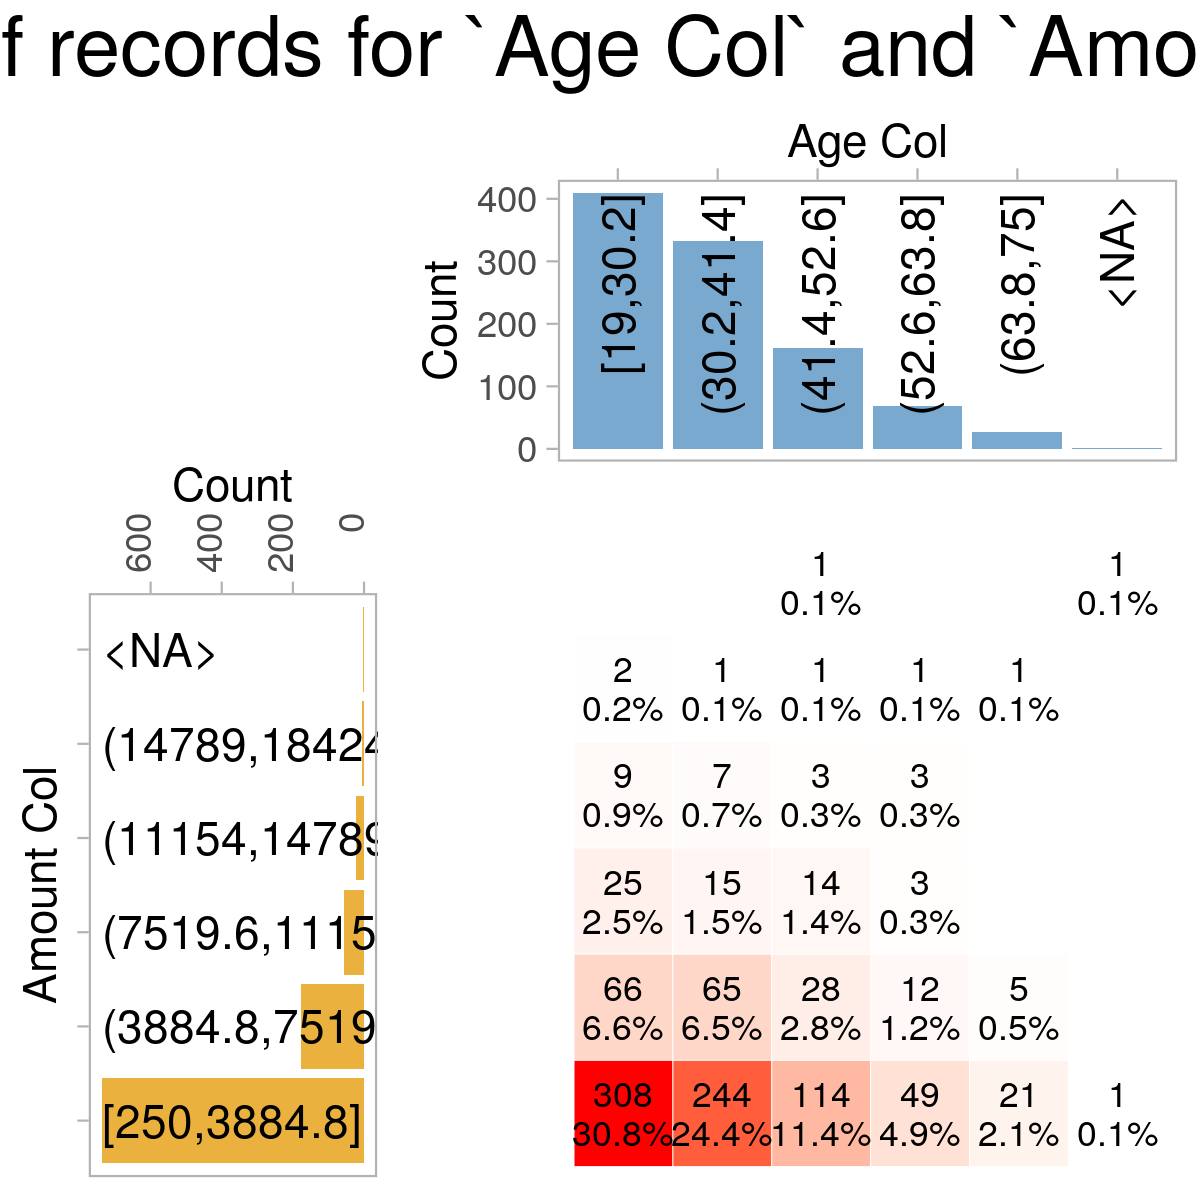 f records for `Age Col` and `Amo
Age Col
Count
400
300
200
100
0
[19,30.2]
(30.2,41.4]
(41.4,52.6]
(52.6,63.8]
(63.8,75]
<NA>
Count
600
400
200
0
Amount Col
<NA>
(14789,18424
(11154,14789
(7519.6,1115
(3884.8,7519
[250,3884.8]
1 1
0.1% 0.1%
2 1 1 1 1
0.2% 0.1% 0.1% 0.1% 0.1%
9 7 3 3
0.9% 0.7% 0.3% 0.3%
25 15 14 3
2.5% 1.5% 1.4% 0.3%
66 65 28 12 5
6.6% 6.5% 2.8% 1.2% 0.5%
308 244 114 49 21 1
30.8% 24.4% 11.4% 4.9% 2.1% 0.1%